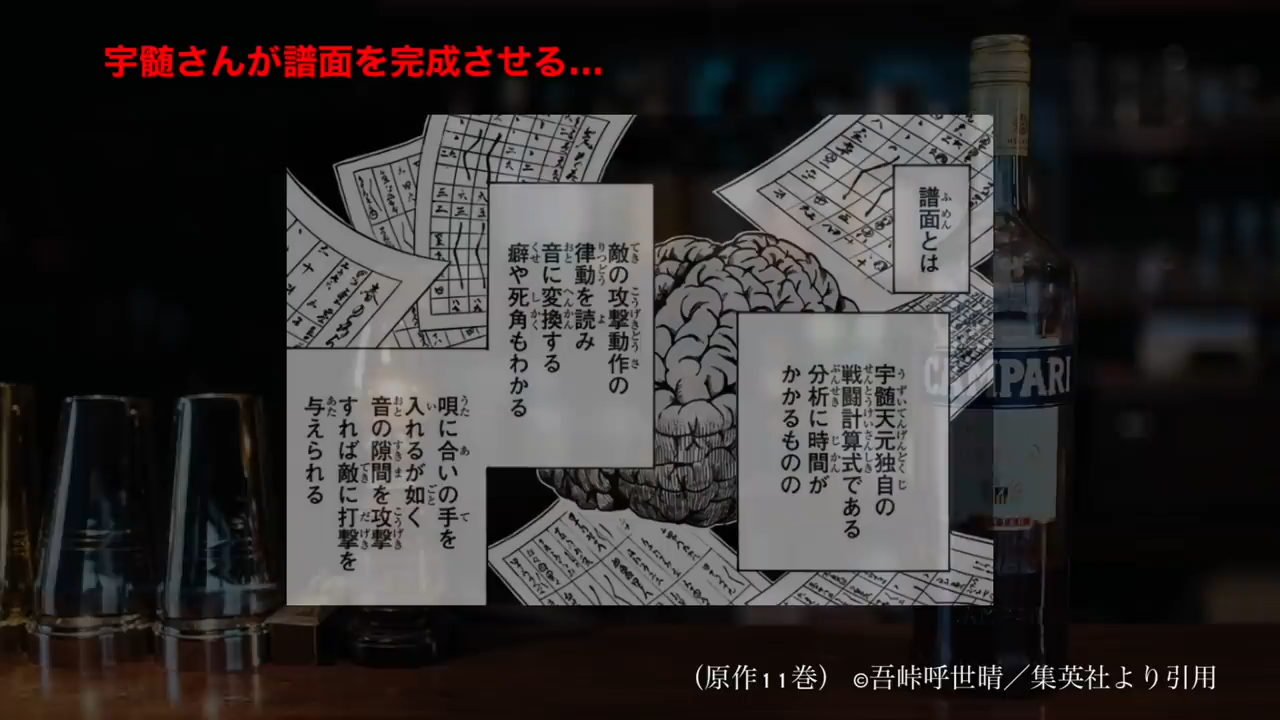 宇髄さんが譜面を完成させる...
譜面とは
宇髄天元独自の
戦闘計算式である
分析に時間が
かかるものの
敵の攻撃動作の
律動を読み
音に変換する
癖や死角もわかる
唄に合いの手を
入れるが如く
音の隙間を攻撃
すれば敵に打撃を
与えられる
CAMPARI
(原作11巻) ©吾峠呼世晴/集英社より引用